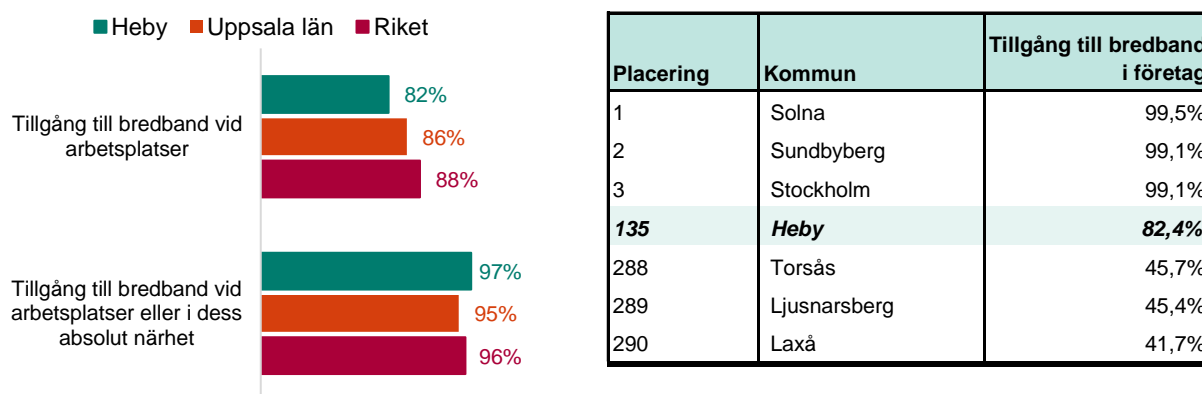 Heby Uppsala län Riket
Tillgång till bredband vid
arbetsplatser
82%
86%
88%
Tillgång till bredband vid
arbetsplatser eller i dess
absolut närhet
97%
95%
96%
Tillgång till bredband
Placering Kommun i företag
1 Solna 99,5%
2 Sundbyberg 99,1%
3 Stockholm 99,1%
135 Heby 82,4%
288 Torsås 45,7%
289 Ljusnarsberg 45,4%
290 Laxå 41,7%